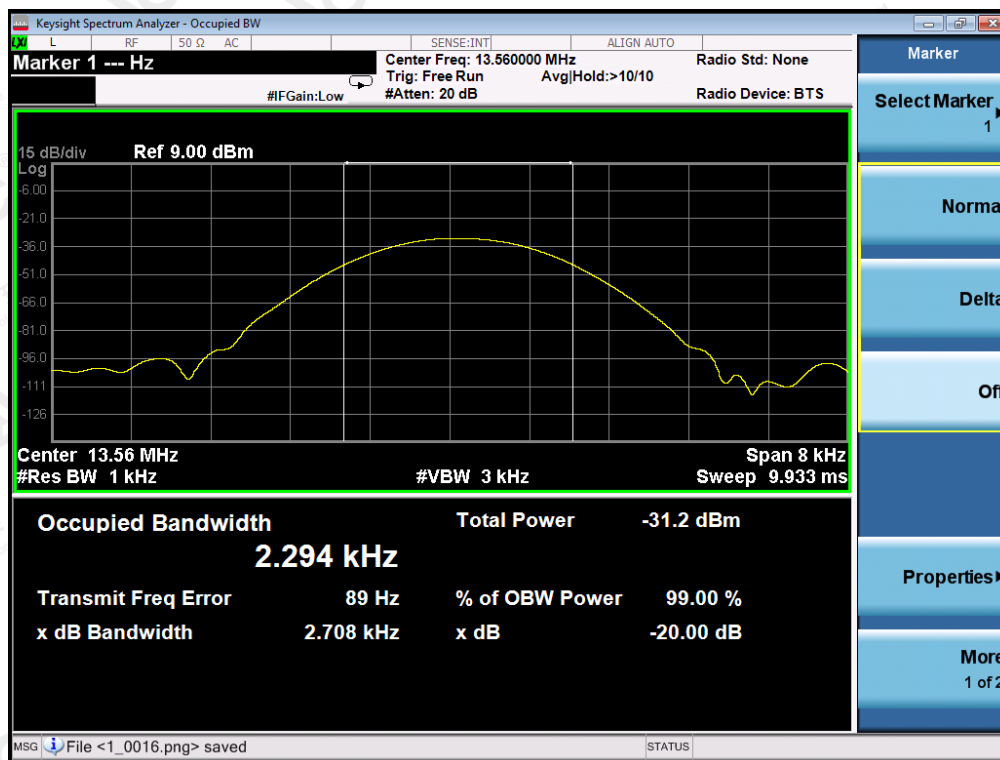 Keysight Spectrum Analyzer - Occupied BW
LXI L RF 50 Ω AC SENSE:INT ALIGN AUTO
Marker 1 --- Hz
Center Freq: 13.560000 MHz Radio Std: None
Trig: Free Run Avg|Hold:>10/10
#IFGain:Low #Atten: 20 dB Radio Device: BTS
15 dB/div Ref 9.00 dBm
Log
-6.00
-21.0
-36.0
-51.0
-66.0
-81.0
-96.0
-111
-126
Center 13.56 MHz Span 8 kHz
#Res BW 1 kHz #VBW 3 kHz Sweep 9.933 ms
Occupied Bandwidth Total Power -31.2 dBm
2.294 kHz
Transmit Freq Error 89 Hz % of OBW Power 99.00 %
x dB Bandwidth 2.708 kHz x dB -20.00 dB
MSG File <1_0016.png> saved STATUS
Marker
Select Marker
1
Norma
Delta
Off
Properties
More
1 of 2